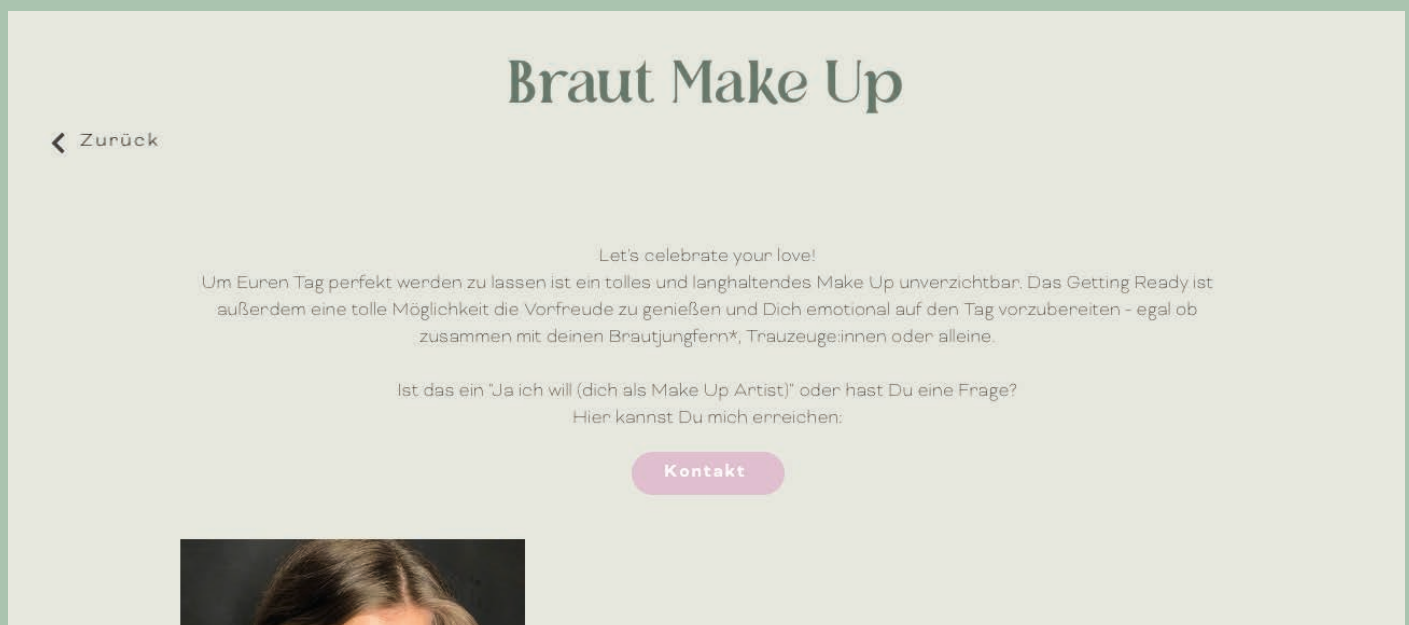 Braut Make Up
Zurück
Let's celebrate your love!
Um Euren Tag perfekt werden zu lassen ist ein tolles und langhaltendes Make Up unverzichtbar. Das Getting Ready ist
außerdem eine tolle Möglichkeit die Vorfreude zu genießen und Dich emotional auf den Tag vorzubereiten - egal ob
zusammen mit deinen Brautjungfern*, Trauzeuge:innen oder alleine.
Ist das ein "Ja ich will (dich als Make Up Artist)" oder hast Du eine Frage?
Hier kannst Du mich erreichen:
Kontakt